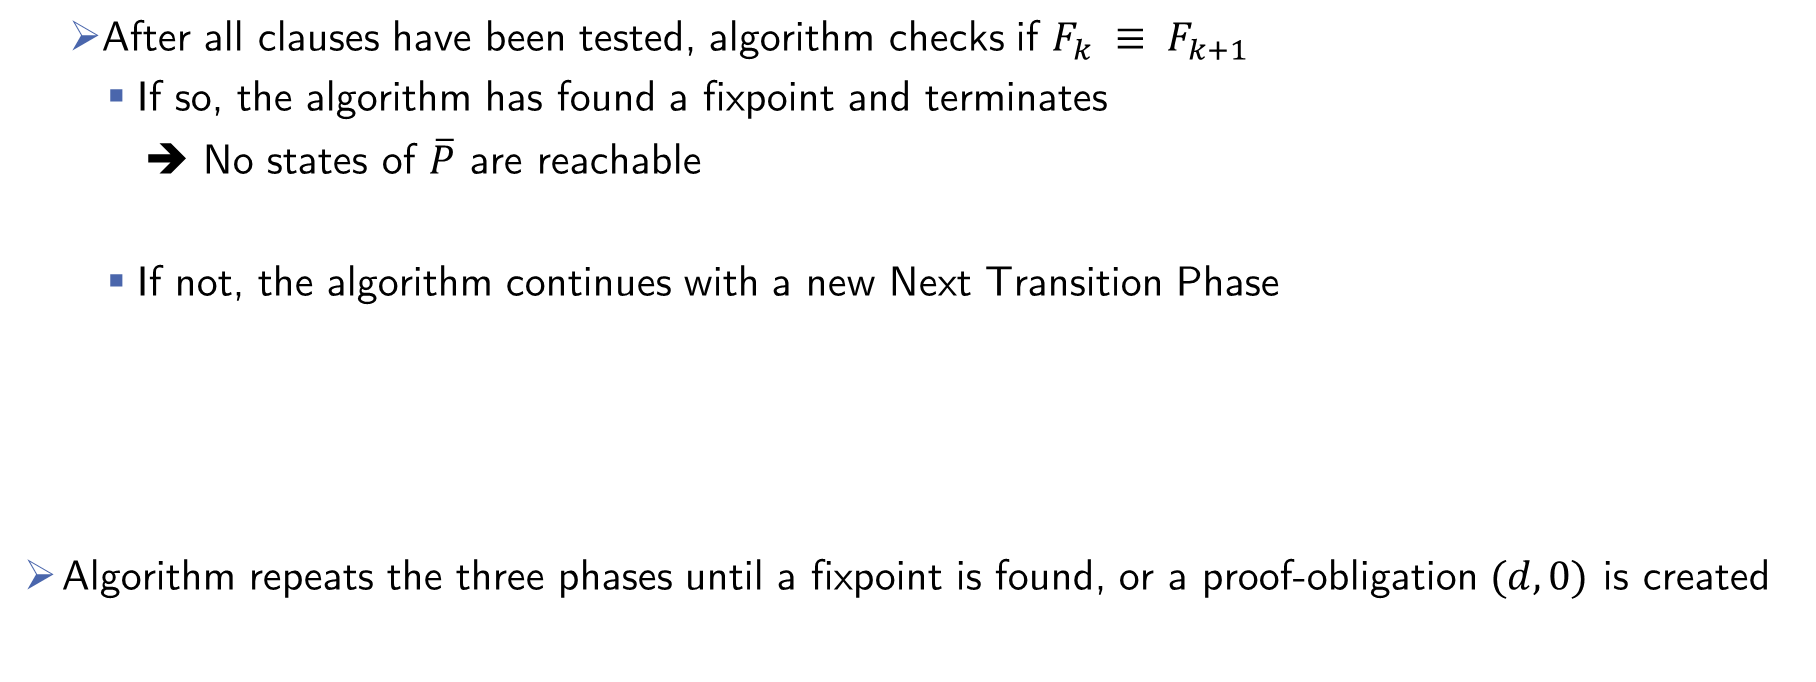 ➢After all clauses have been tested, algorithm checks if $F_k \equiv F_{k+1}$
▪ If so, the algorithm has found a fixpoint and terminates
➔ No states of $\bar{P}$ are reachable
▪ If not, the algorithm continues with a new Next Transition Phase
➢ Algorithm repeats the three phases until a fixpoint is found, or a proof-obligation $(d, 0)$ is created